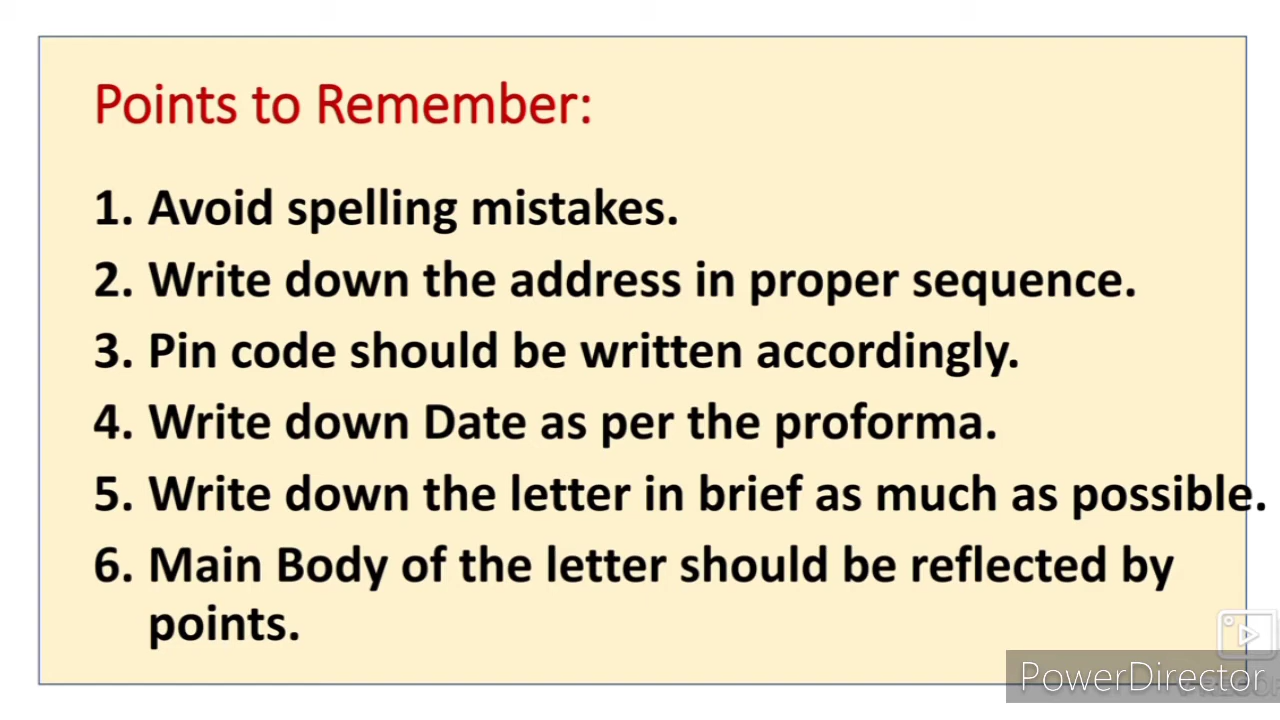 Points to Remember:
1. Avoid spelling mistakes.
2. Write down the address in proper sequence.
3. Pin code should be written accordingly.
4. Write down Date as per the proforma.
5. Write down the letter in brief as much as possible.
6. Main Body of the letter should be reflected by
points.
PowerDirector